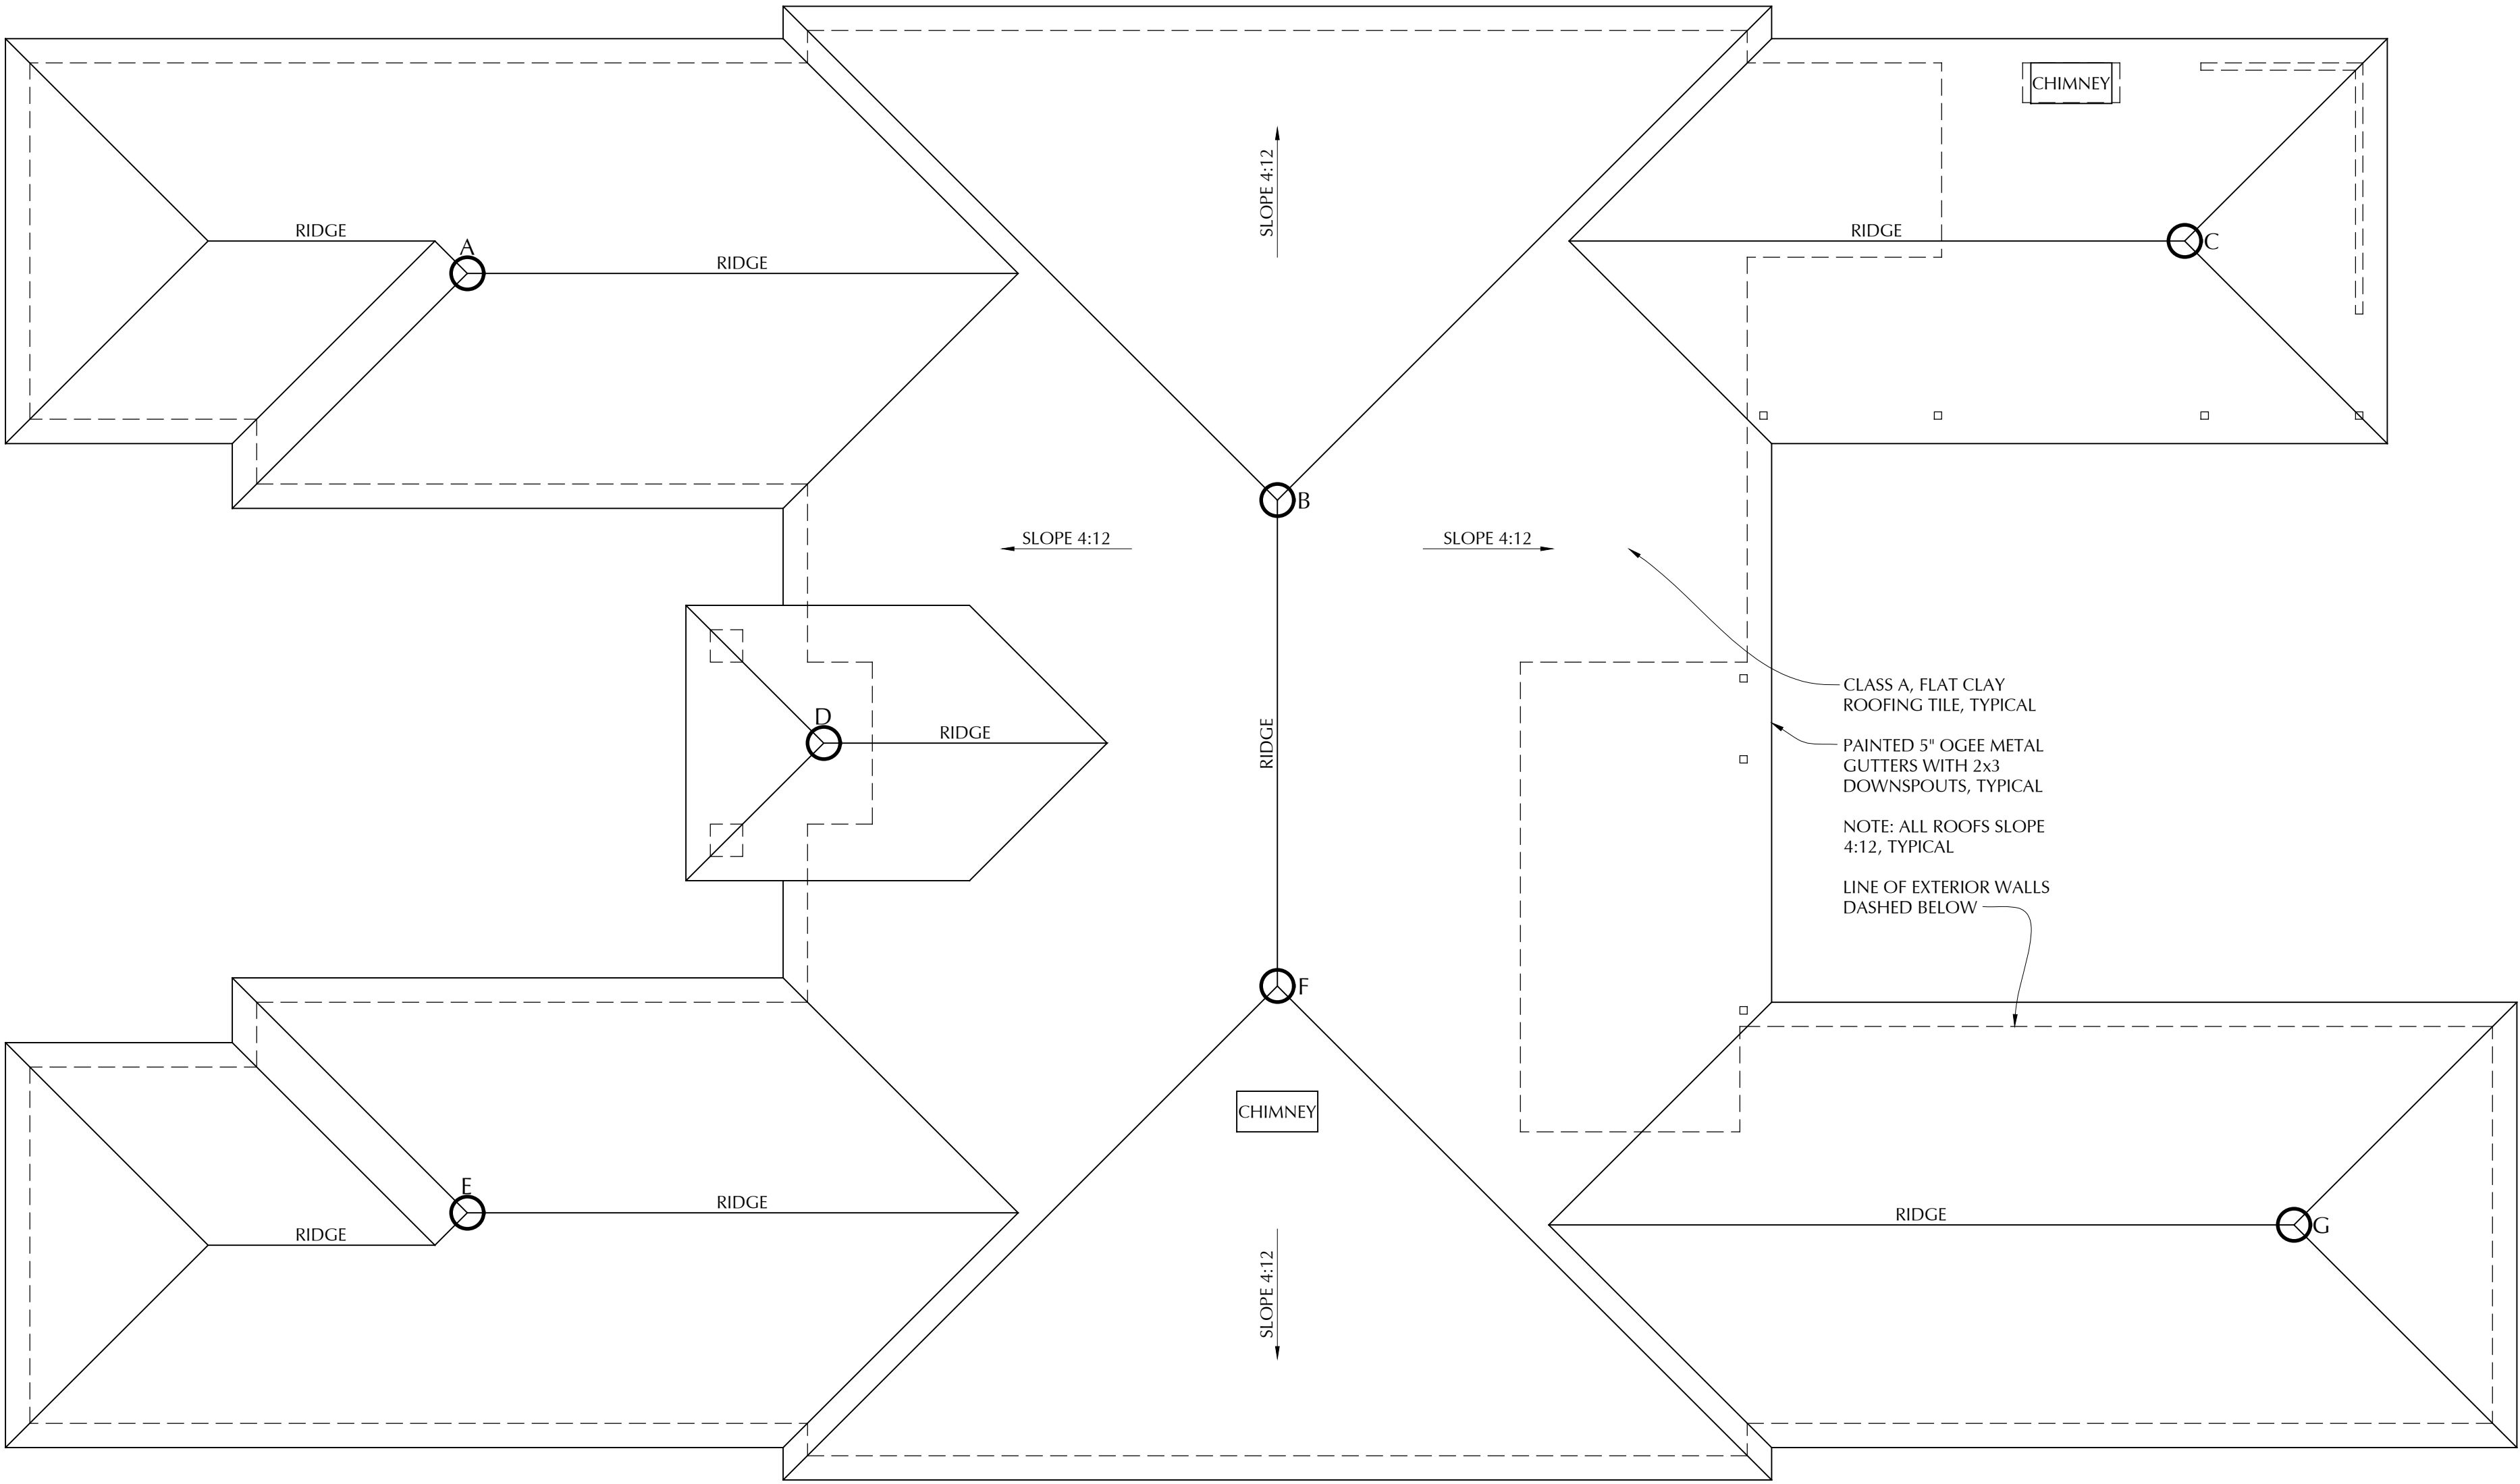 CHIMNEY
SLOPE 4:12
RIDGE
A
RIDGE
RIDGE
C
B
SLOPE 4:12
SLOPE 4:12
CLASS A, FLAT CLAY
ROOFING TILE, TYPICAL
D
RIDGE
RIDGE
PAINTED 5" OGEE METAL
GUTTERS WITH 2x3
DOWNSPOUTS, TYPICAL
NOTE: ALL ROOFS SLOPE
4:12, TYPICAL
LINE OF EXTERIOR WALLS
DASHED BELOW
F
CHIMNEY
E
RIDGE
RIDGE
RIDGE
G
SLOPE 4:12